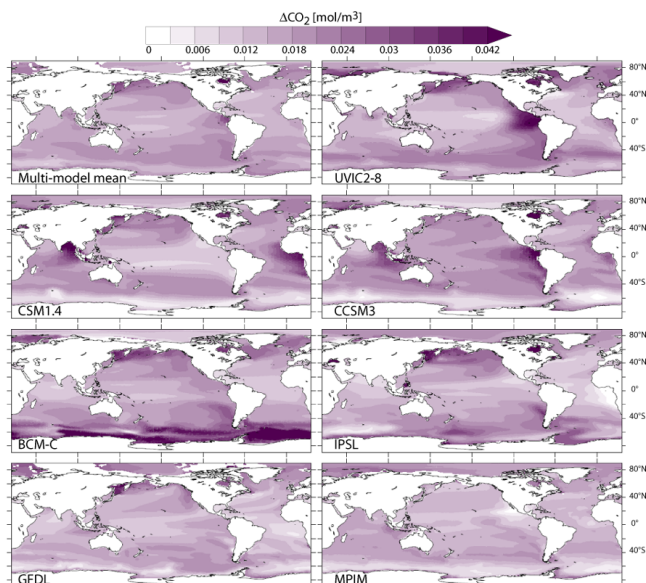 ΔCO₂ [mol/m³]
0 0.006 0.012 0.018 0.024 0.03 0.036 0.042
80°N
40°N
0°N
40°S
Multi-model mean UVIC2-8
80°N
40°N
0°N
40°S
CSM1.4 CCSM3
80°N
40°N
0°N
40°S
BCM-C IPSL
80°N
40°N
0°N
40°S
GFDL MPIM